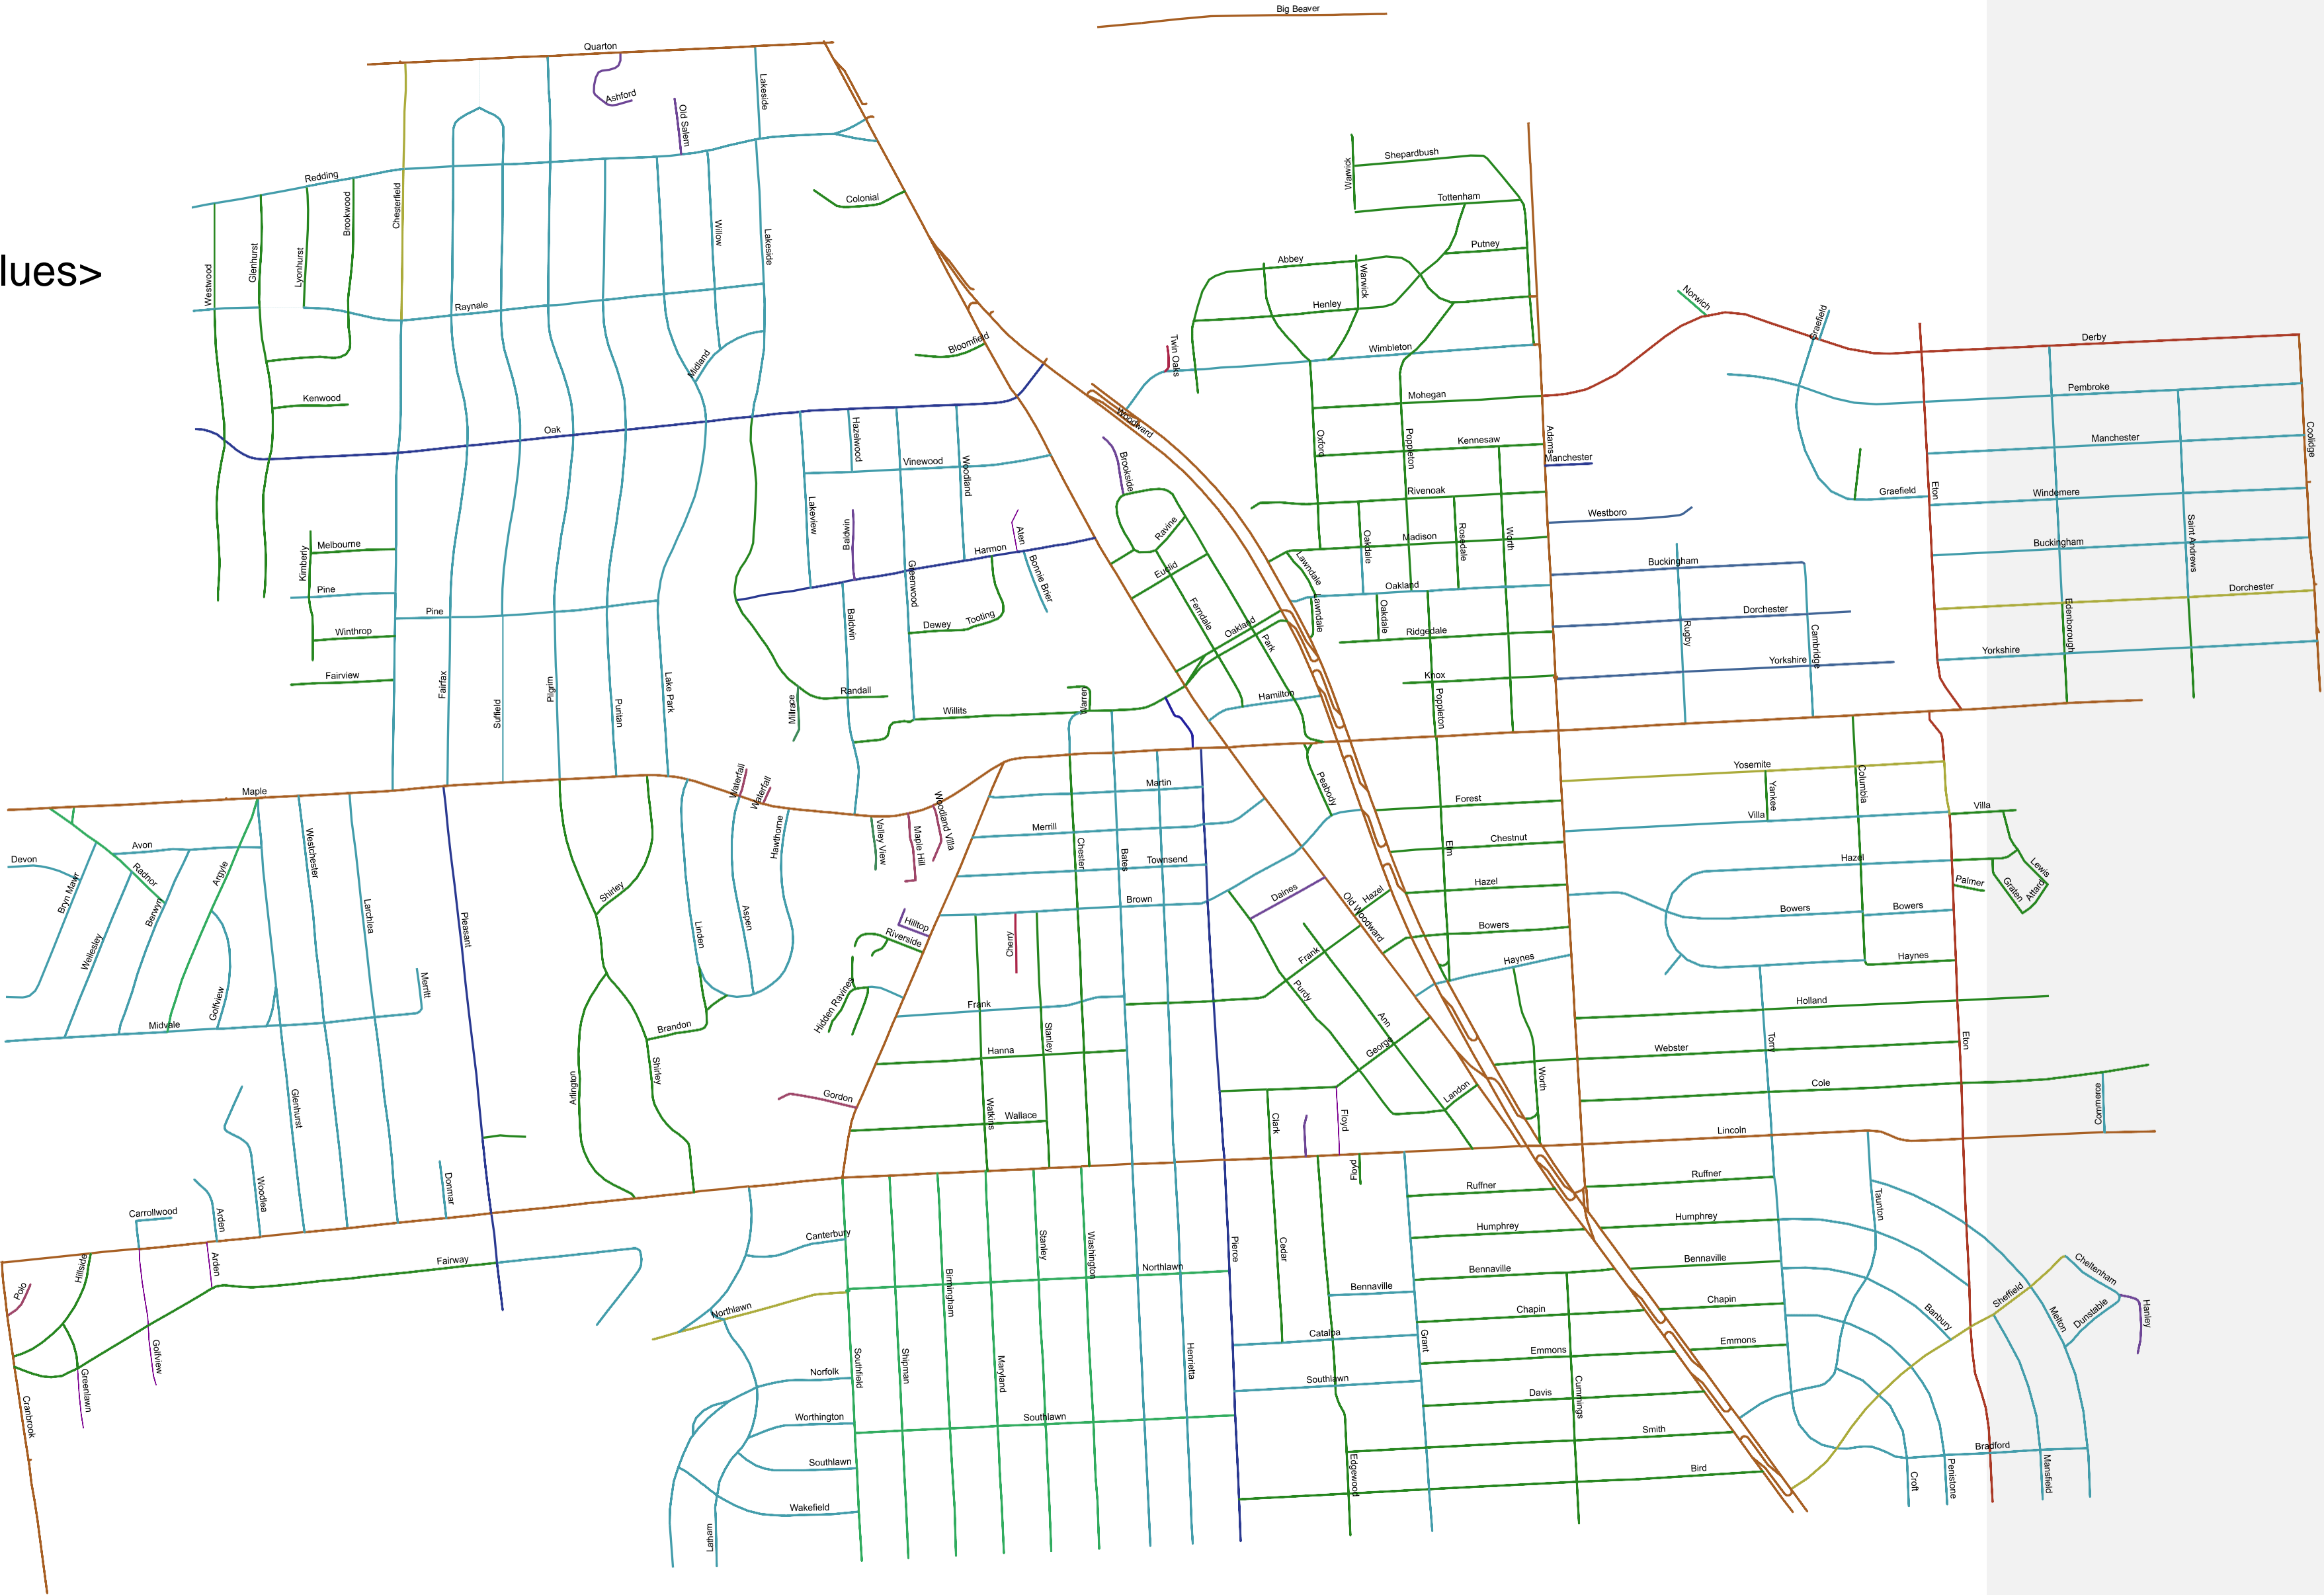 Big Beaver
Quarton
Lakeside
Ashford
Old Salem
Warwick
Shepardbush
Redding
Chesterfield
Brookwood
Colonial
Tottenham
Willow
Lakeside
Putney
Glenhurst
Lyonhurst
Westwood
lues>
Abbey
Warwick
Norwich
Graefield
Raynale
Henley
Derby
Bloomfield
Twin Oaks
Wimbleton
Midland
Pembroke
Kenwood
Mohegan
Woodward
Oak
Hazelwood
Oxford
Poppleton
Kennesaw
Adams
Manchester
Manchester
Coolidge
Vinewood
Woodland
Brookside
Rivenoak
Graefield
Eton
Windemere
Lakeview
Baldwin
Aten
Ravine
Oakdale
Rosedale
Worth
Westboro
Saint Andrews
Melbourne
Kimberly
Harmon
Madison
Buckingham
Buckingham
Greenwood
Bonnie Brier
Euclid
Lawndale
Oakland
Pine
Pine
Dorchester
Dorchester
Edenborough
Baldwin
Dewey
Tooting
Ferndale
Oakland
Park
Lawndale
Oakdale
Ridgedale
Rugby
Cambridge
Winthrop
Yorkshire
Yorkshire
Fairview
Fairfax
Suffield
Pilgrim
Puritan
Lake Park
Millrace
Randall
Willits
Warren
Hamilton
Knox
Poppleton
Maple
Waterfall
Waterfall
Martin
Peabody
Yosemite
Yankee
Columbia
Forest
Villa
Villa
Woodland Villa
Merrill
Valley View
Maple Hill
Chester
Bates
Townsend
Elm
Chestnut
Hawthorne
Westchester
Avon
Devon
Radnor
Argyle
Bryn Mawr
Hazel
Lewis
Attard
Graten
Palmer
Hazel
Hazel
Daines
Old Woodward
Brown
Berwyn
Larchlea
Pleasant
Shirley
Linden
Aspen
Hilltop
Riverside
Cherry
Bowers
Bowers
Bowers
Wellesley
Golfview
Merritt
Hidden Ravines
Frank
Frank
Purdy
Haynes
Haynes
Holland
Midvale
Brandon
Shirley
Stanley
Hanna
Ann
George
Webster
Torry
Eton
Arlington
Glenhurst
Gordon
Watkins
Wallace
Clark
Floyd
Landon
Worth
Cole
Commerce
Lincoln
Woodlea
Donmar
Floyd
Ruffner
Ruffner
Carrollwood
Arden
Taunton
Canterbury
Stanley
Washington
Pierce
Cedar
Humphrey
Humphrey
Fairway
Hillside
Arden
Polo
Birmingham
Northlawn
Bennaville
Bennaville
Bennaville
Cheltenham
Sheffield
Northlawn
Chapin
Chapin
Banbury
Melton
Dunstable
Hanley
Golfview
Catalpa
Grant
Emmons
Emmons
Greenlawn
Southfield
Shipman
Maryland
Henrietta
Norfolk
Southlawn
Davis
Cummings
Cranbrook
Worthington
Southlawn
Smith
Bradford
Southlawn
Edgewood
Bird
Croft
Penistone
Mansfield
Wakefield
Latham